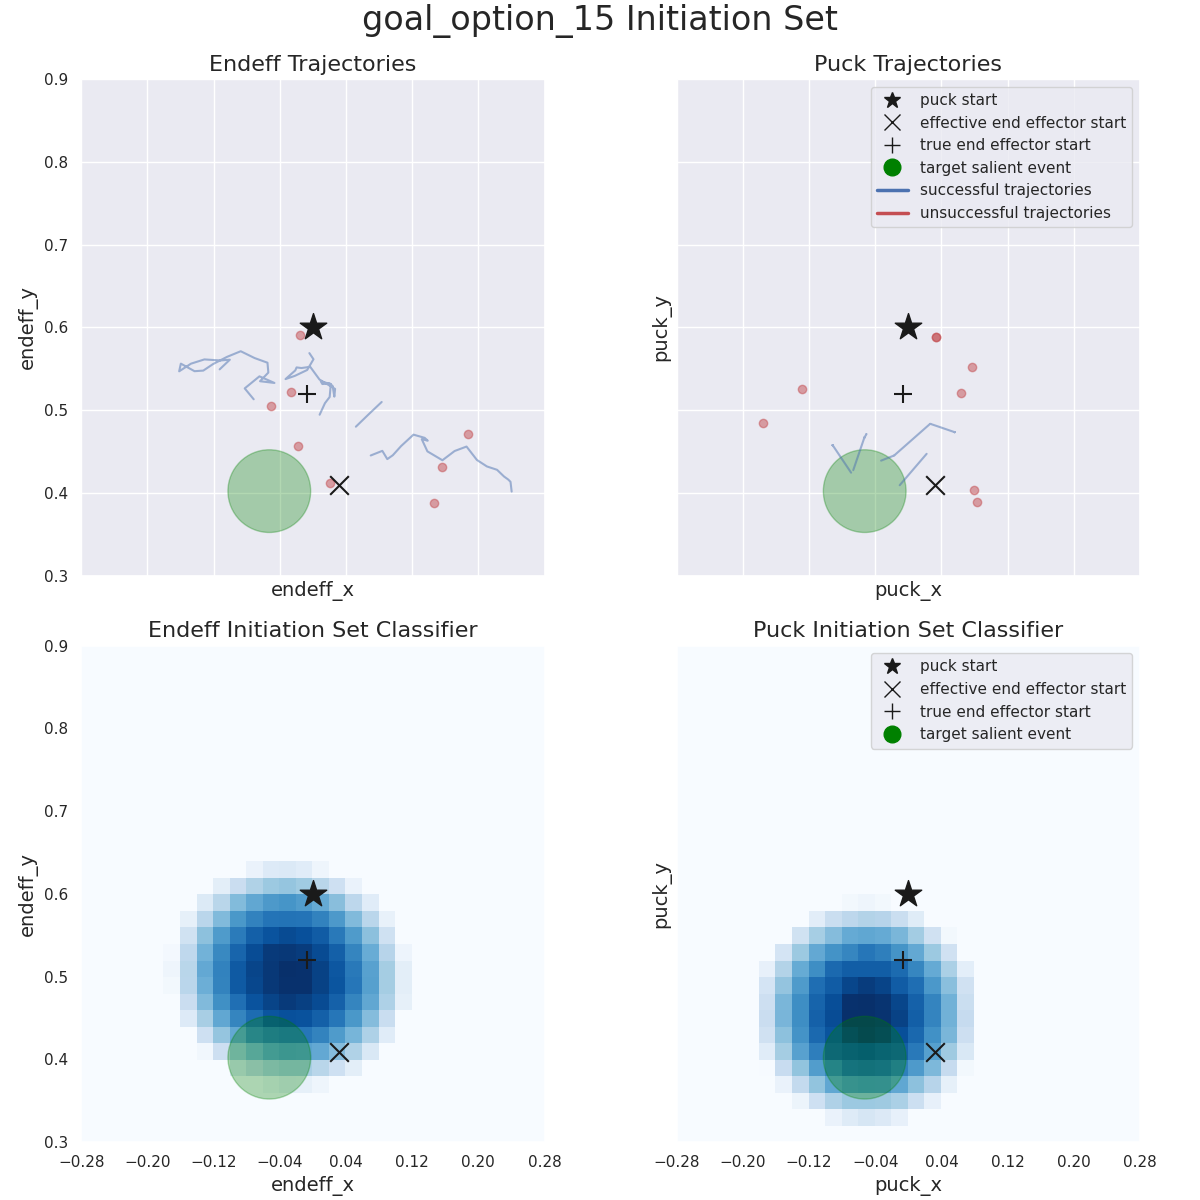 goal_option_15 Initiation Set
Endeff Trajectories
Puck Trajectories
0.9
0.8
0.7
0.6
0.5
0.4
0.3
endeff_y
endeff_x
puck_y
puck_x
puck start
effective end effector start
true end effector start
target salient event
successful trajectories
unsuccessful trajectories
Endeff Initiation Set Classifier
Puck Initiation Set Classifier
0.9
0.8
0.7
0.6
0.5
0.4
0.3
endeff_y
−0.28 −0.20 −0.12 −0.04 0.04 0.12 0.20 0.28
endeff_x
puck_y
puck start
effective end effector start
true end effector start
target salient event
−0.28 −0.20 −0.12 −0.04 0.04 0.12 0.20 0.28
puck_x